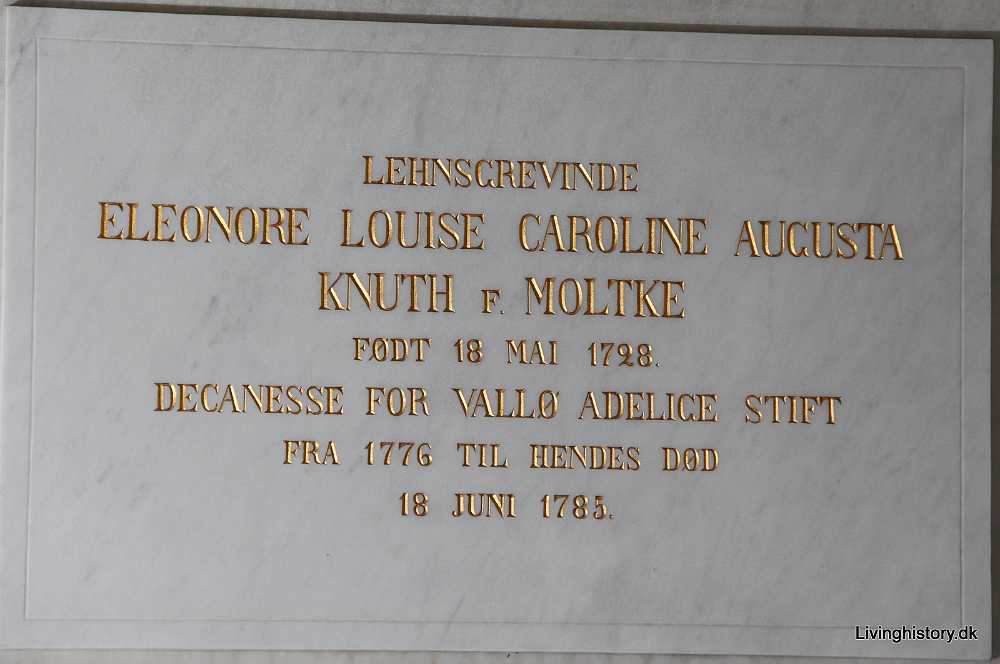 LEHNSGREVINDE
ELEONORE LOUISE CAROLINE AUGUSTA
KNUTH F. MOLTKE
FØDT 18 MAI 1728.
DECANESSE FOR VALLØ ADELIGE STIFT
FRA 1776 TIL HENDES DØD
18 JUNI 1785.
Livinghistory.dk